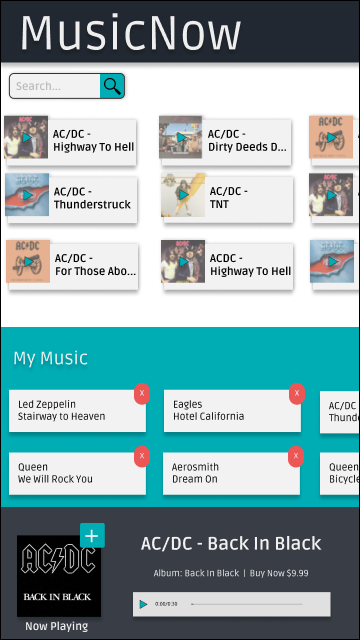 MusicNow
Search...
AC/DC -
Highway To Hell
AC/DC -
Dirty Deeds D...
AC/DC -
Thunderstruck
AC/DC -
TNT
AC/DC -
For Those Abo...
ACDC -
Highway To Hell
My Music
X
X
Led Zeppelin
Stairway to Heaven
Eagles
Hotel California
AC/DC
Thunde
X
X
Queen
We Will Rock You
Aerosmith
Dream On
Queen
Bicycle
+
AC/DC
BACK IN BLACK
Now Playing
AC/DC - Back In Black
Album: Back In Black | Buy Now $9.99
0:00/0:30